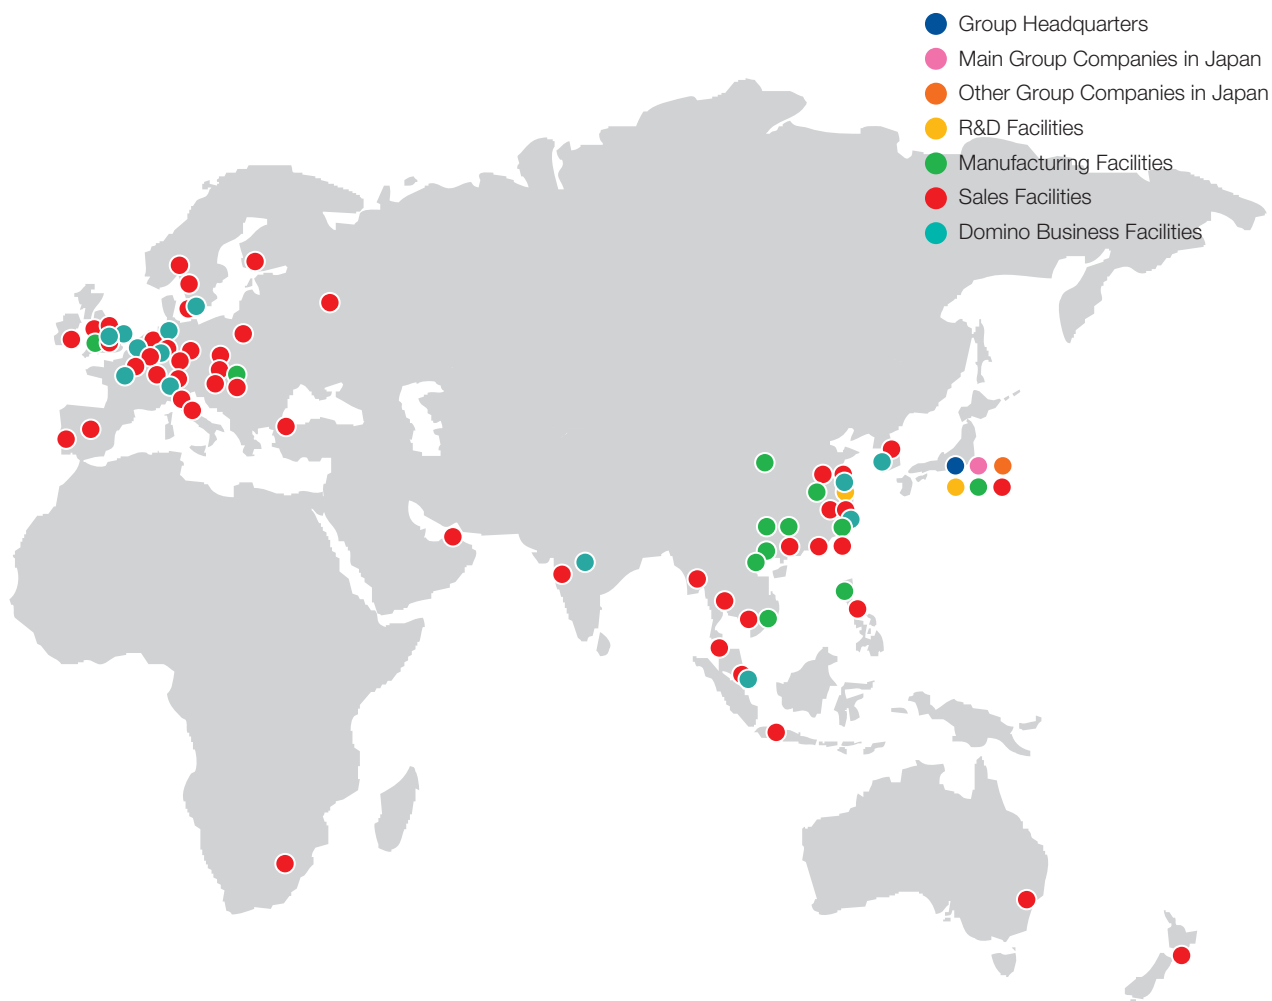 Group Headquarters
Main Group Companies in Japan
Other Group Companies in Japan
R&D Facilities
Manufacturing Facilities
Sales Facilities
Domino Business Facilities